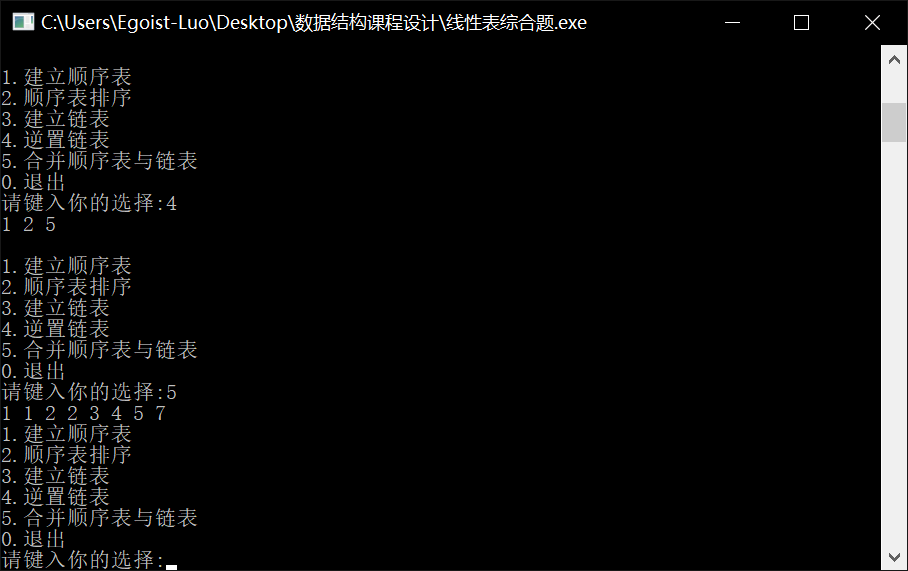 C:\Users\Egoist-Luo\Desktop\数据结构课程设计\线性表综合题.exe
1.建立顺序表
2.顺序表排序
3.建立链表
4.逆置链表
5.合并顺序表与链表
0.退出
请键入你的选择:4
1 2 5
1.建立顺序表
2.顺序表排序
3.建立链表
4.逆置链表
5.合并顺序表与链表
0.退出
请键入你的选择:5
1 1 2 2 3 4 5 7
1.建立顺序表
2.顺序表排序
3.建立链表
4.逆置链表
5.合并顺序表与链表
0.退出
请键入你的选择: